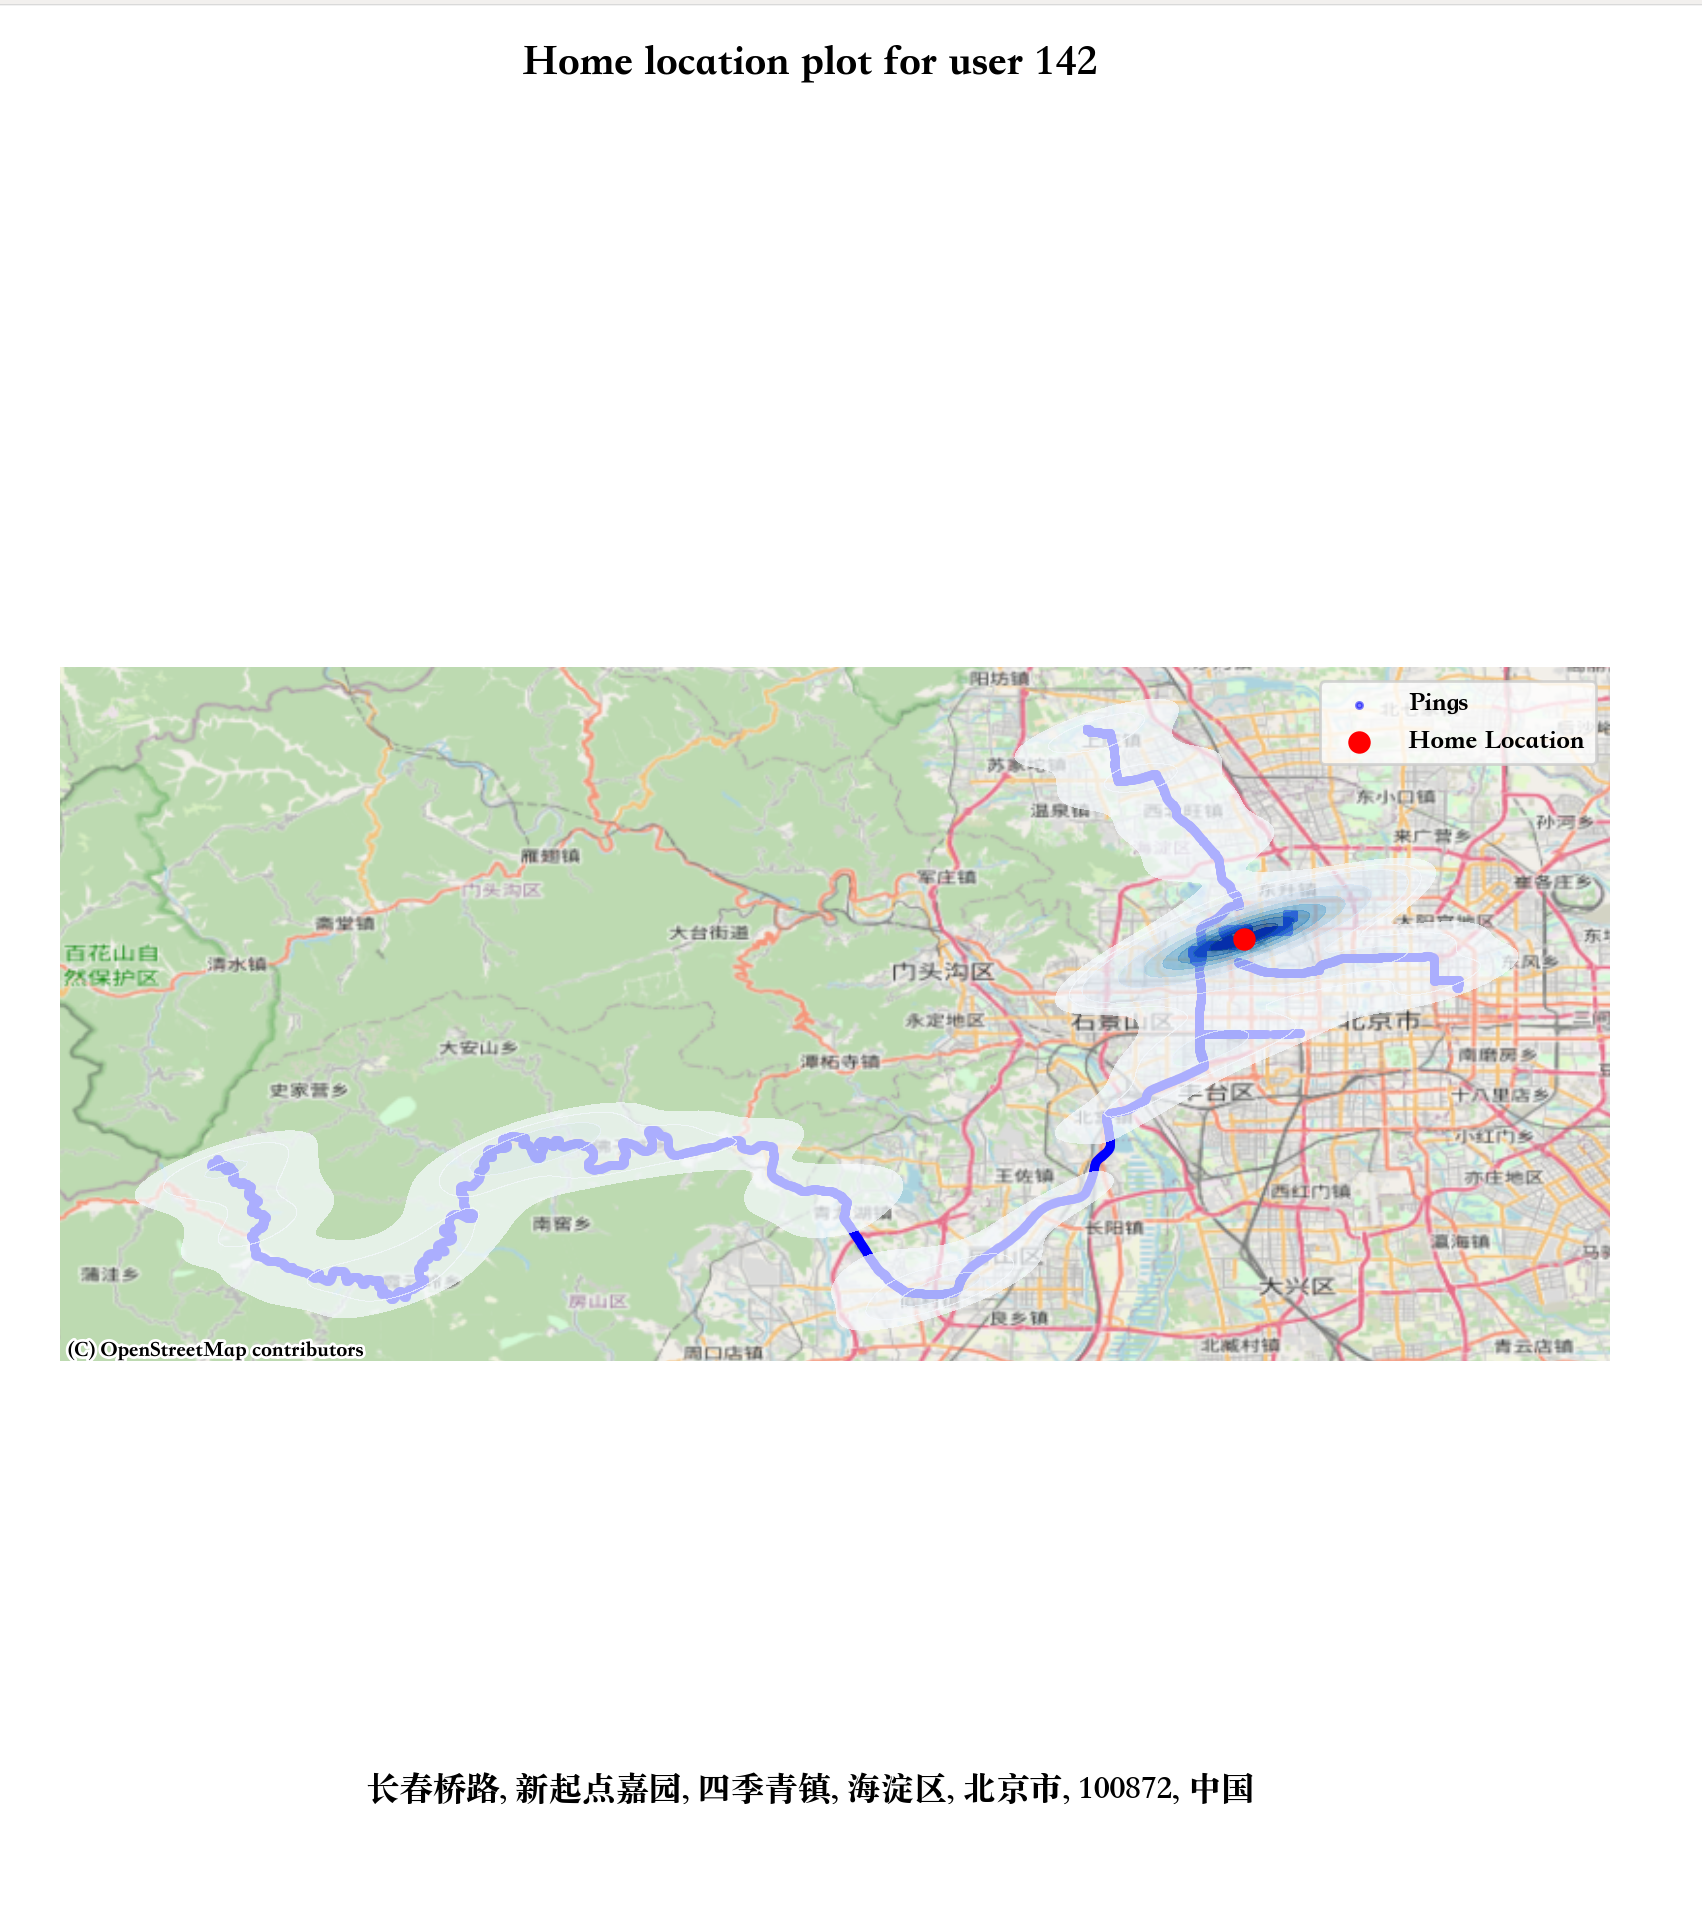 Home location plot for user 142
阳坊镇
Pings
Home Location
苏家坨镇
温泉镇
东小口镇
孙河乡
来广营乡
雁翅镇
门头沟区
军庄镇
崔各庄乡
斋堂镇
大台街道
太阳宫地区
百花山自
然保护区
清水镇
门头沟区
东风乡
永定地区
石景山区
北京市
大安山乡
潭柘寺镇
南磨房乡
史家营乡
丰台区
十八里店乡
小红门乡
王佐镇
亦庄地区
西红门镇
南窖乡
长阳镇
瀛海镇
蒲洼乡
大兴区
房山区
良乡镇
(C) OpenStreetMap contributors
周口店镇
北臧村镇
青云店镇
长春桥路, 新起点嘉园, 四季青镇, 海淀区, 北京市, 100872, 中国